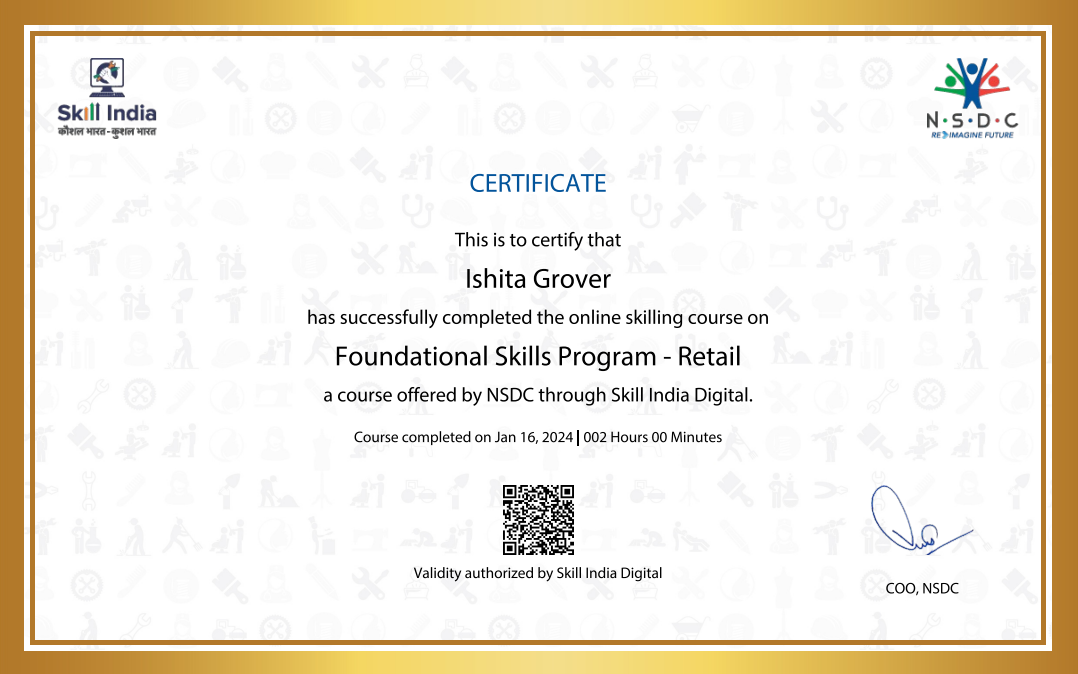 Skill India
कौशल भारत-कुशल भारत
N·S·D·C
RE IMAGINE FUTURE
CERTIFICATE
This is to certify that
Ishita Grover
has successfully completed the online skilling course on
Foundational Skills Program - Retail
a course offered by NSDC through Skill India Digital.
Course completed on Jan 16, 2024 | 002 Hours 00 Minutes
Validity authorized by Skill India Digital
COO, NSDC